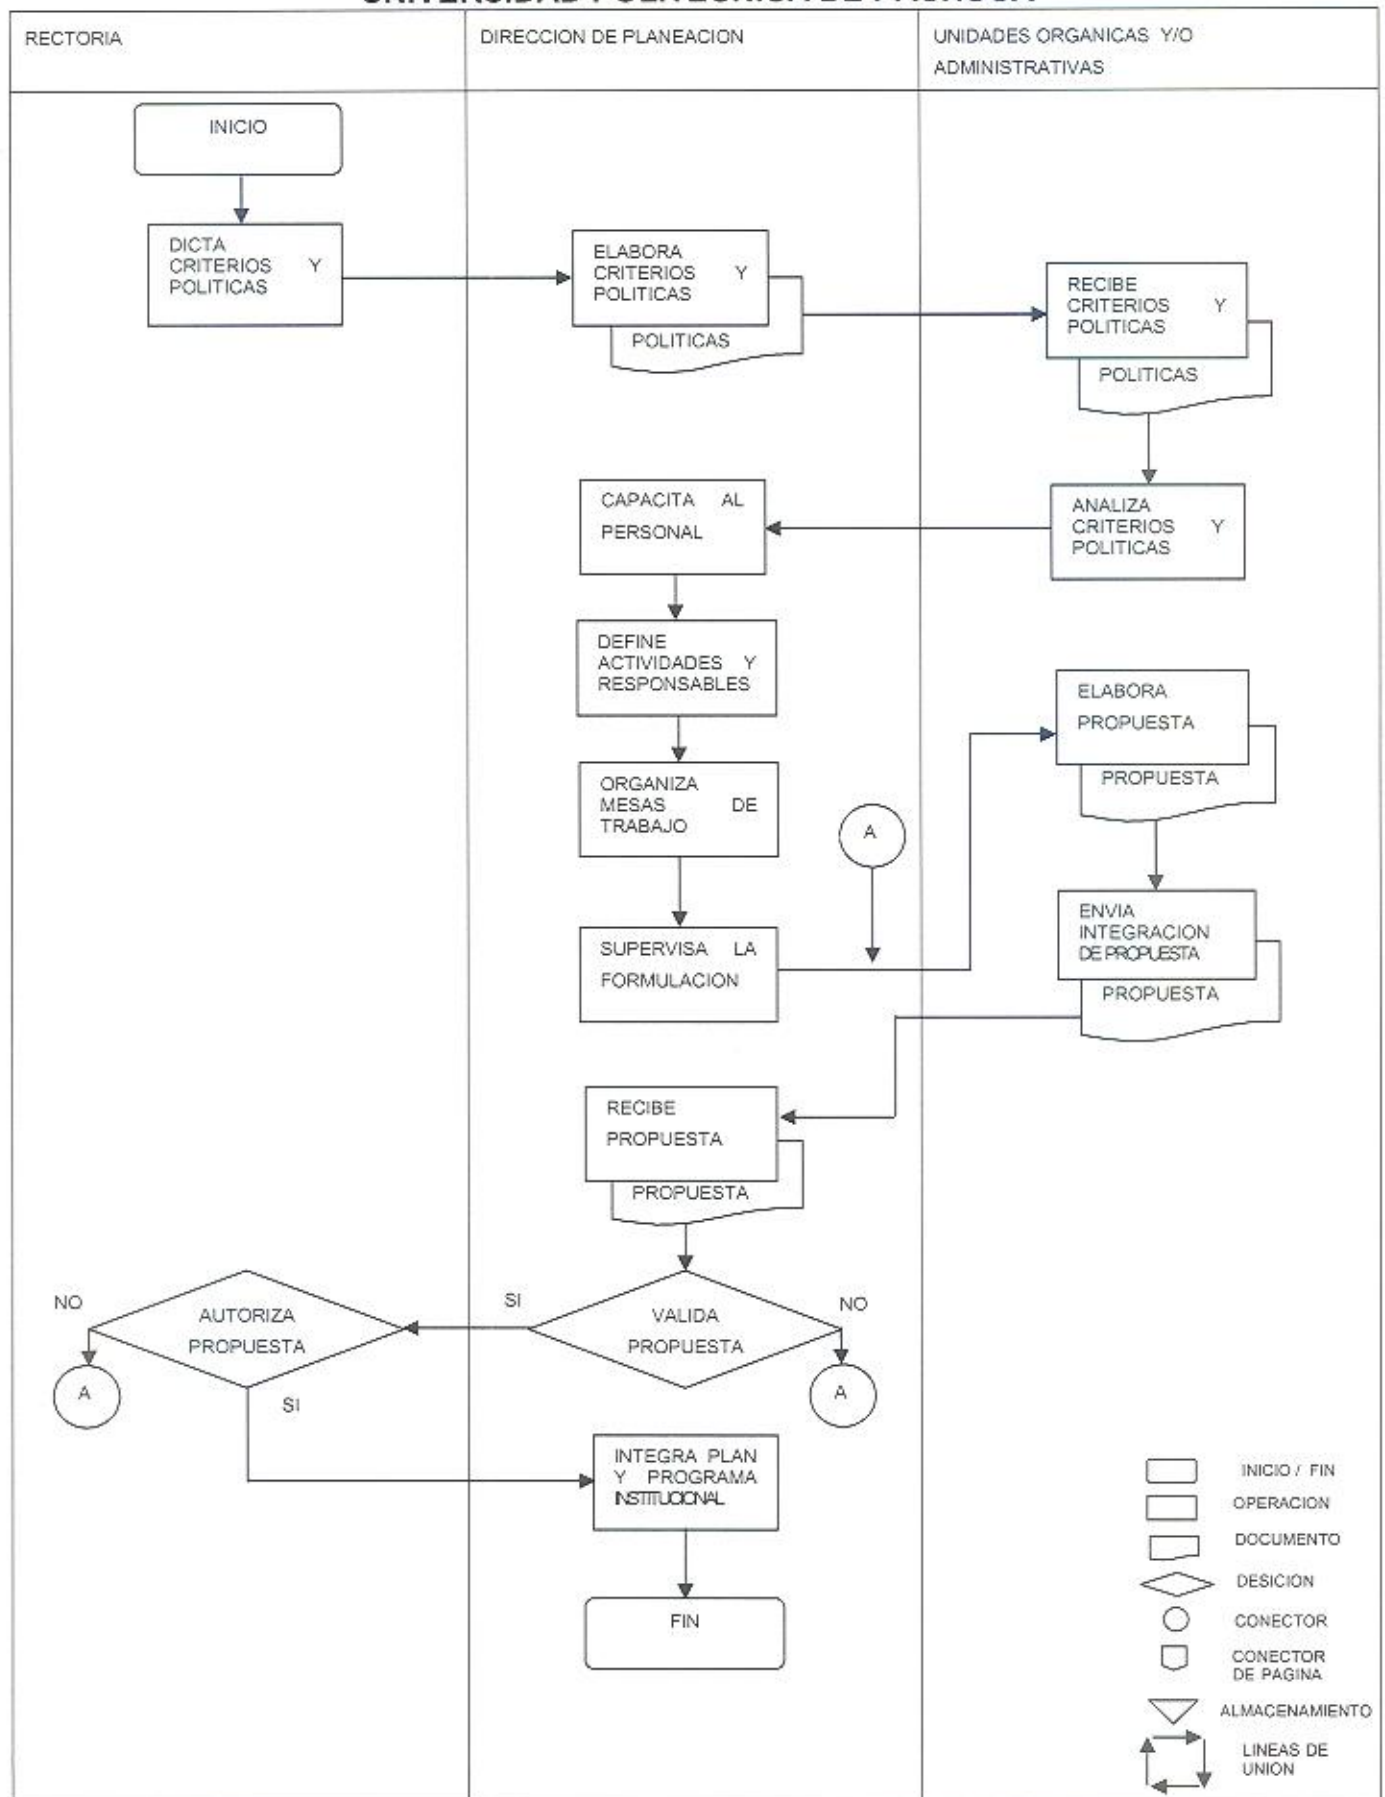 RECTORIA
DIRECCION DE PLANEACION
UNIDADES ORGANICAS Y/O
ADMINISTRATIVAS
INICIO
DICTA
CRITERIOS Y
POLITICAS
ELABORA
CRITERIOS Y
POLITICAS
POLITICAS
RECIBE
CRITERIOS Y
POLITICAS
POLITICAS
CAPACITA AL
PERSONAL
ANALIZA
CRITERIOS Y
POLITICAS
DEFINE
ACTIVIDADES Y
RESPONSABLES
ELABORA
PROPUESTA
PROPUESTA
ORGANIZA
MESAS DE
TRABAJO
A
SUPERVISA LA
FORMULACION
ENVIA
INTEGRACION
DE PROPUESTA
PROPUESTA
RECIBE
PROPUESTA
PROPUESTA
NO
AUTORIZA
PROPUESTA
SI
VALIDA
PROPUESTA
NO
A
SI
A
INTEGRA PLAN
Y PROGRAMA
INSTITUCIONAL
FIN
INICIO / FIN
OPERACION
DOCUMENTO
DESICION
CONECTOR
CONECTOR
DE PAGINA
ALMACENAMIENTO
LINEAS DE
UNION